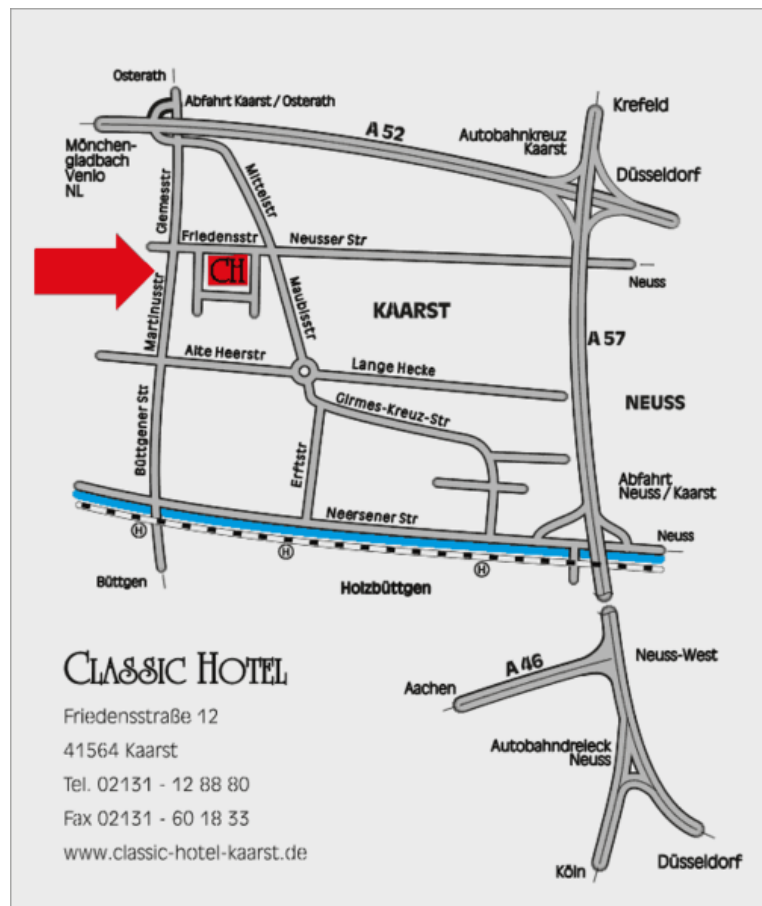 Osterath
Abfahrt Kaarst / Osterath
Krefeld
A 52
Autobahnkreuz
Kaarst
Mönchen-
gladbach
Venlo
NL
Düsseldorf
Mittelstr
Glemesstr
Friedensstr
Neusser Str
CH
Neuss
Martinusstr
Maubisstr
KAARST
A 57
Alte Heerstr
Lange Hecke
NEUSS
Girmes-Kreuz-Str
Büttgener Str
Erftstr
Abfahrt
Neuss / Kaarst
Neersener Str
Neuss
H
H
H
Büttgen
Holzbüttgen
CLASSIC HOTEL
Friedensstraße 12
41564 Kaarst
Tel. 02131 - 12 88 80
Fax 02131 - 60 18 33
www.classic-hotel-kaarst.de
Neuss-West
A 46
Aachen
Autobahndreieck
Neuss
Köln
Düsseldorf